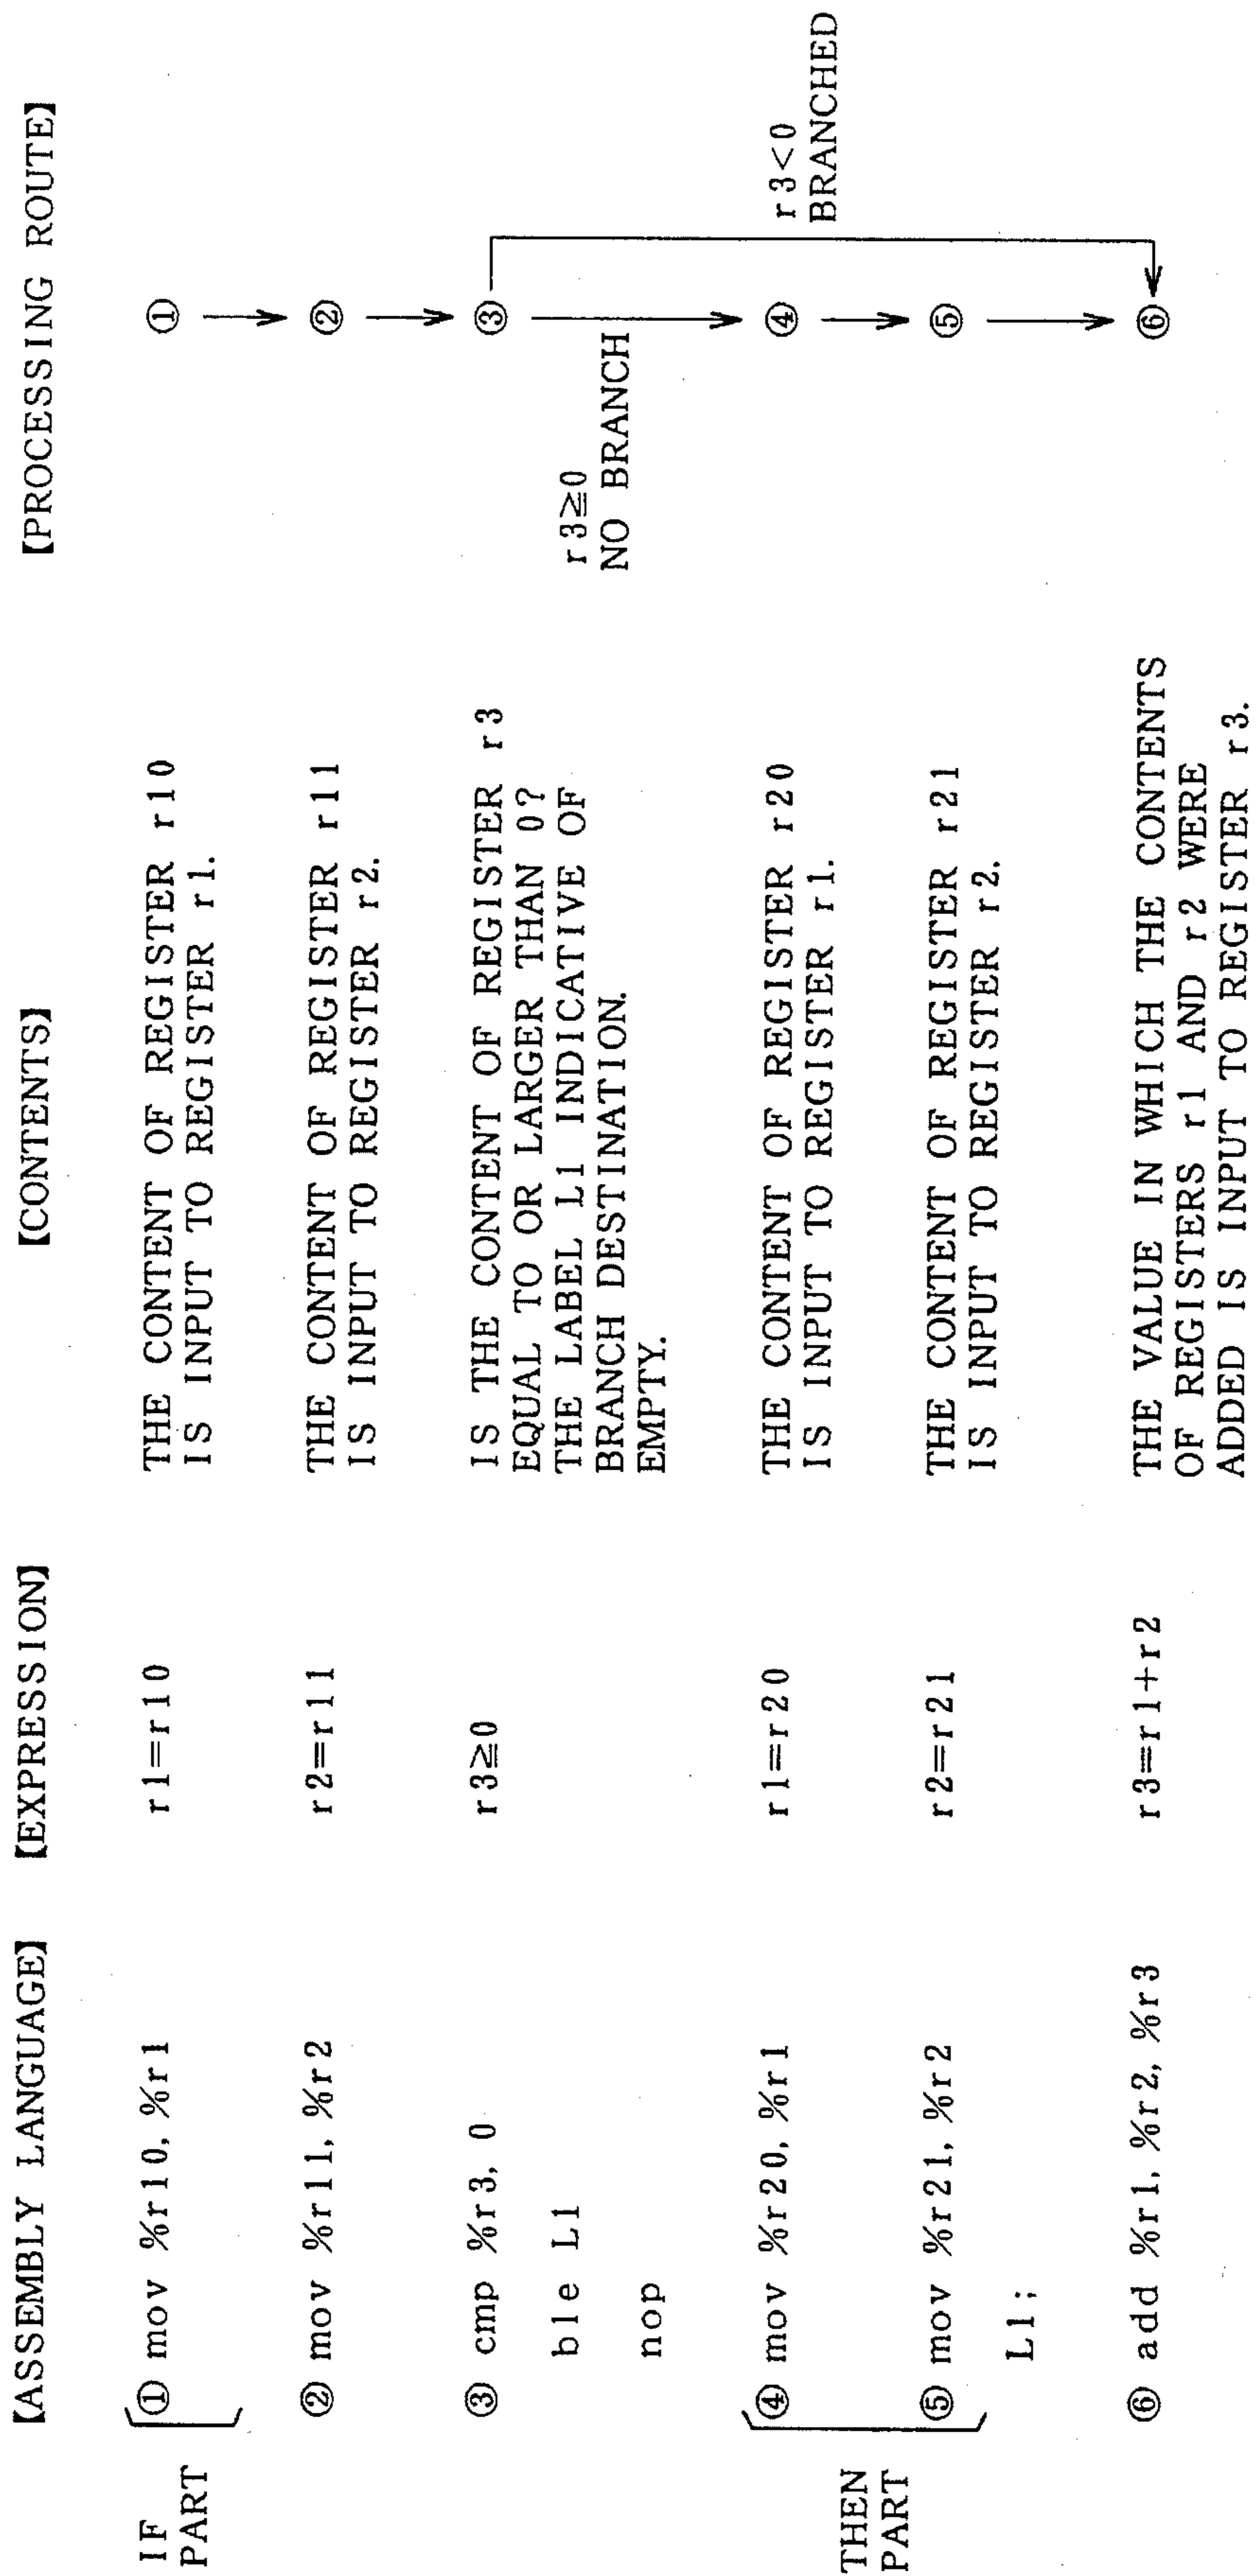 【ASSEMBLY LANGUAGE】 【EXPRESSION】 【CONTENTS】 【PROCESSING ROUTE】
IF
PART
① mov %r10, %r1
r1=r10
THE CONTENT OF REGISTER r10
IS INPUT TO REGISTER r1.
①
② mov %r11, %r2
r2=r11
THE CONTENT OF REGISTER r11
IS INPUT TO REGISTER r2.
②
③ cmp %r3, 0
ble L1
nop
r3≧0
IS THE CONTENT OF REGISTER r3
EQUAL TO OR LARGER THAN 0?
THE LABEL L1 INDICATIVE OF
BRANCH DESTINATION.
EMPTY.
③
r3≧0
NO BRANCH
r3<0
BRANCHED
THEN
PART
④ mov %r20, %r1
r1=r20
THE CONTENT OF REGISTER r20
IS INPUT TO REGISTER r1.
④
⑤ mov %r21, %r2
L1;
r2=r21
THE CONTENT OF REGISTER r21
IS INPUT TO REGISTER r2.
⑤
⑥ add %r1, %r2, %r3
r3=r1+r2
THE VALUE IN WHICH THE CONTENTS
OF REGISTERS r1 AND r2 WERE
ADDED IS INPUT TO REGISTER r3.
⑥